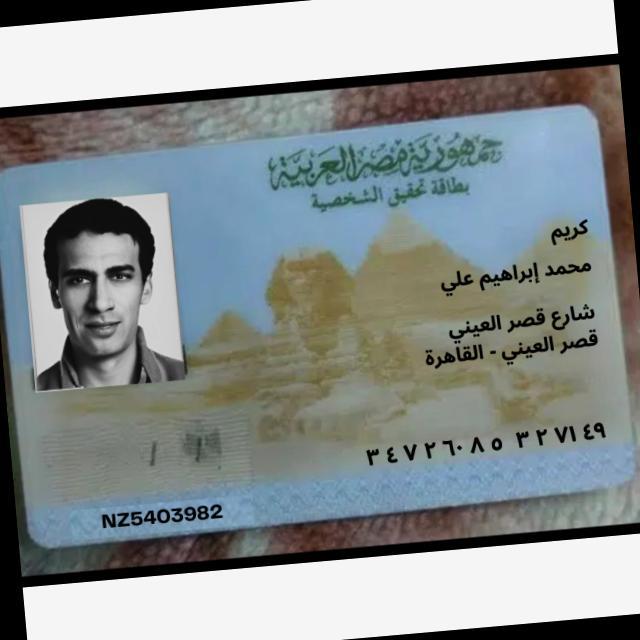 جمهورية مصر العربية
بطاقة تحقيق الشخصية
كريم
محمد إبراهيم علي
شارع قصر العيني
قصر العيني - القاهرة
٣٤٧٢٦٠٨٥ ٣٢٧١٤٩
NZ5403982